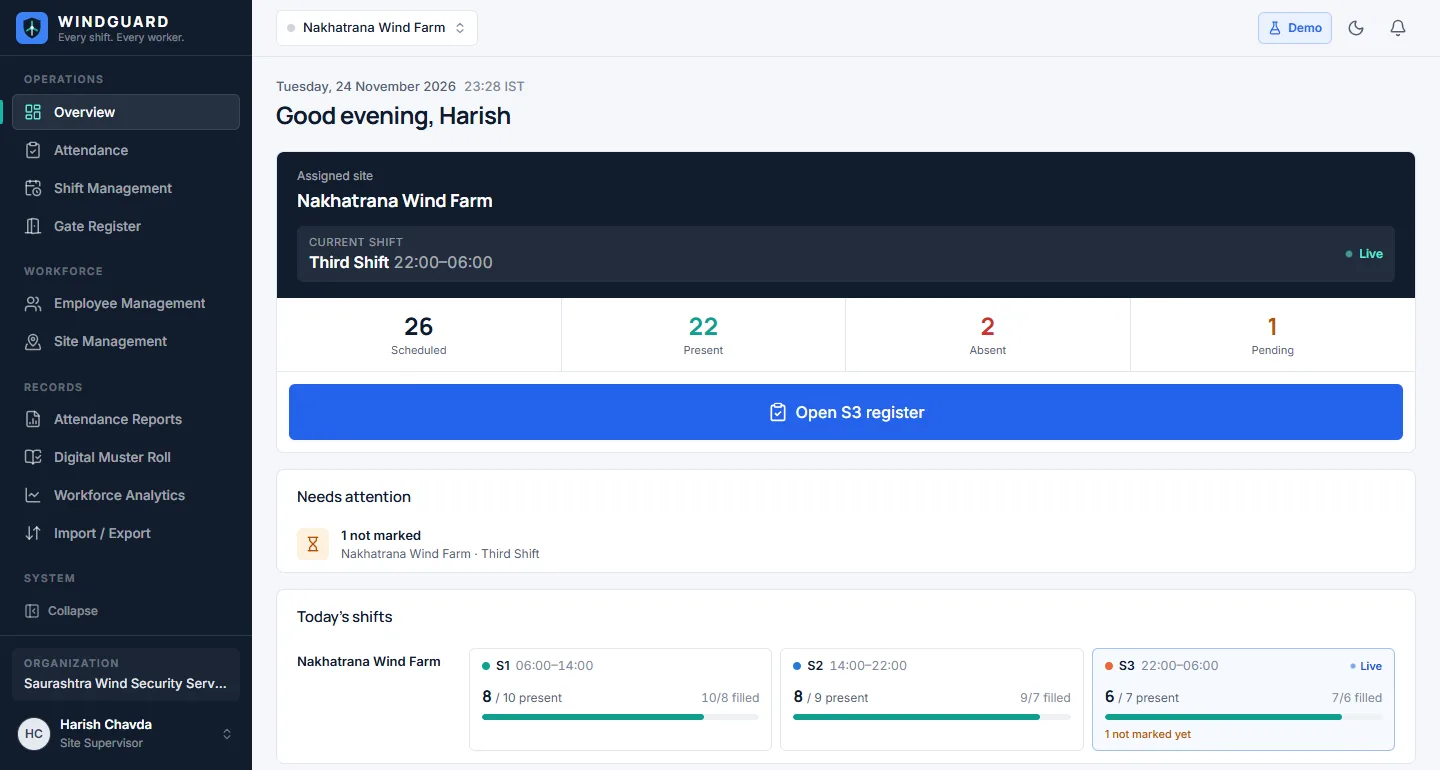 WINDGUARD
Every shift. Every worker.
OPERATIONS
Overview
Attendance
Shift Management
Gate Register
WORKFORCE
Employee Management
Site Management
RECORDS
Attendance Reports
Digital Muster Roll
Workforce Analytics
Import / Export
SYSTEM
Collapse
ORGANIZATION
Saurashtra Wind Security Serv...
HC
Harish Chavda
Site Supervisor
Nakhatrana Wind Farm
Demo
Tuesday, 24 November 2026 23:28 IST
Good evening, Harish
Assigned site
Nakhatrana Wind Farm
CURRENT SHIFT
Third Shift 22:00–06:00
Live
26
Scheduled
22
Present
2
Absent
1
Pending
Open S3 register
Needs attention
1 not marked
Nakhatrana Wind Farm · Third Shift
Today's shifts
Nakhatrana Wind Farm
S1 06:00–14:00
8 / 10 present 10/8 filled
S2 14:00–22:00
8 / 9 present 9/7 filled
S3 22:00–06:00 Live
6 / 7 present 7/6 filled
1 not marked yet